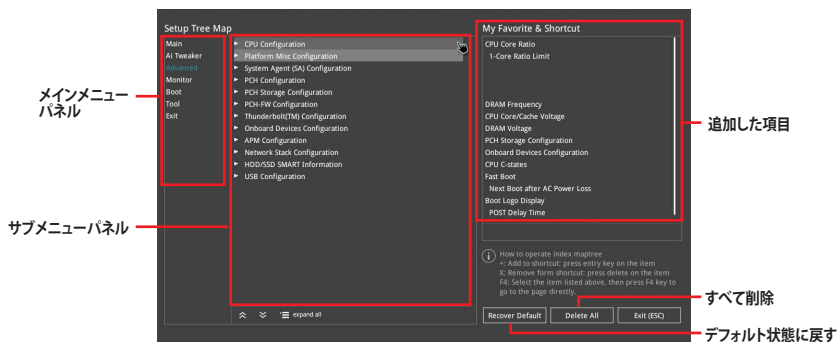 Setup Tree Map
Main
Ai Tweaker
Advanced
Monitor
Boot
Tool
Exit
CPU Configuration
Platform Misc Configuration
System Agent (SA) Configuration
PCH Configuration
PCH Storage Configuration
PCH-FW Configuration
Thunderbolt(TM) Configuration
Onboard Devices Configuration
APM Configuration
Network Stack Configuration
HDD/SSD SMART Information
USB Configuration
expand all
My Favorite & Shortcut
CPU Core Ratio
1-Core Ratio Limit
DRAM Frequency
CPU Core/Cache Voltage
DRAM Voltage
PCH Storage Configuration
Onboard Devices Configuration
CPU C-states
Fast Boot
Next Boot after AC Power Loss
Boot Logo Display
POST Delay Time
How to operate index maptree
+: Add to shortcut: press entry key on the item
X: Remove form shortcut: press delete on the item
F4: Select the item listed above, then press F4 key to
go to the page directly.
Recover Default
Delete All
Exit (ESC)
メインメニュー
パネル
サブメニューパネル
追加した項目
すべて削除
デフォルト状態に戻す